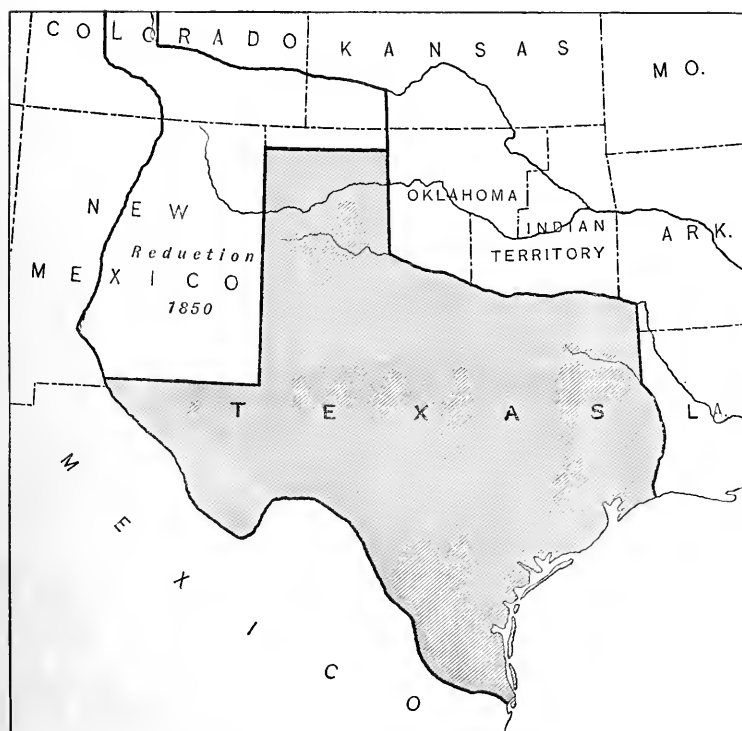 COLORADO
KANSAS
MO.
NEW
MEXICO
Reduction
1850
OKLAHOMA
INDIAN
TERRITORY
ARK.
TEXAS
LA.
MEXICO